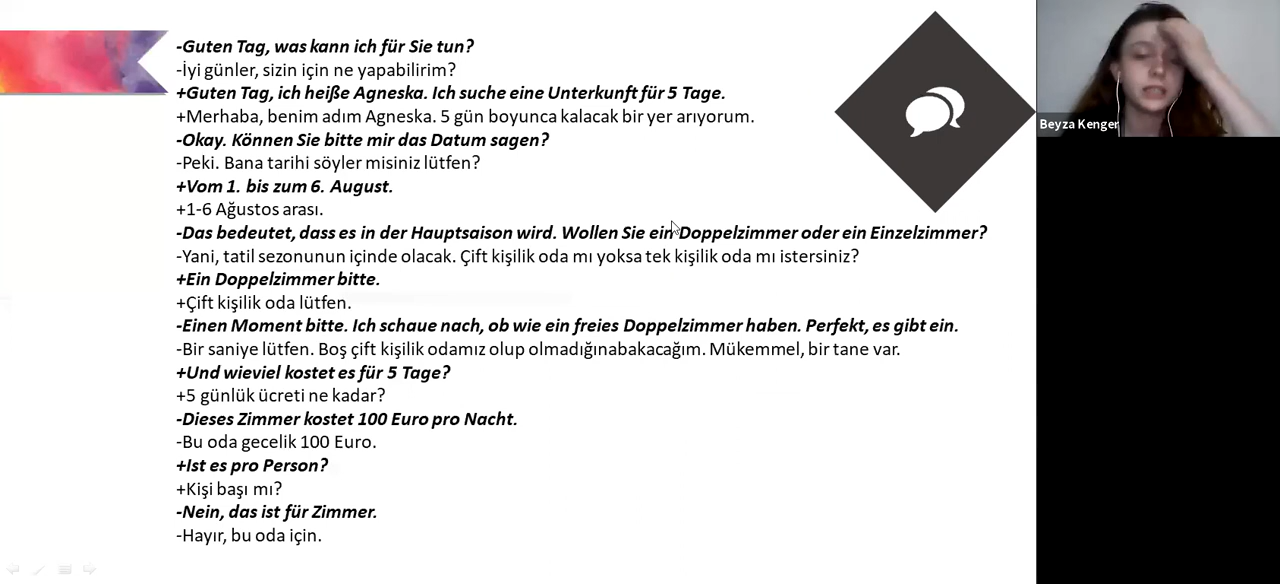 -Guten Tag, was kann ich für Sie tun?
-İyi günler, sizin için ne yapabilirim?
+Guten Tag, ich heiße Agneska. Ich suche eine Unterkunft für 5 Tage.
+Merhaba, benim adım Agneska. 5 gün boyunca kalacak bir yer arıyorum.
-Okay. Können Sie bitte mir das Datum sagen?
-Peki. Bana tarihi söyler misiniz lütfen?
+Vom 1. bis zum 6. August.
+1-6 Ağustos arası.
-Das bedeutet, dass es in der Hauptsaison wird. Wollen Sie ein Doppelzimmer oder ein Einzelzimmer?
-Yani, tatil sezonunun içinde olacak. Çift kişilik oda mı yoksa tek kişilik oda mı istersiniz?
+Ein Doppelzimmer bitte.
+Çift kişilik oda lütfen.
-Einen Moment bitte. Ich schaue nach, ob wie ein freies Doppelzimmer haben. Perfekt, es gibt ein.
-Bir saniye lütfen. Boş çift kişilik odamız olup olmadığınabakacağım. Mükemmel, bir tane var.
+Und wieviel kostet es für 5 Tage?
+5 günlük ücreti ne kadar?
-Dieses Zimmer kostet 100 Euro pro Nacht.
-Bu oda gecelik 100 Euro.
+Ist es pro Person?
+Kişi başı mı?
-Nein, das ist für Zimmer.
-Hayır, bu oda için.
Beyza Kenger